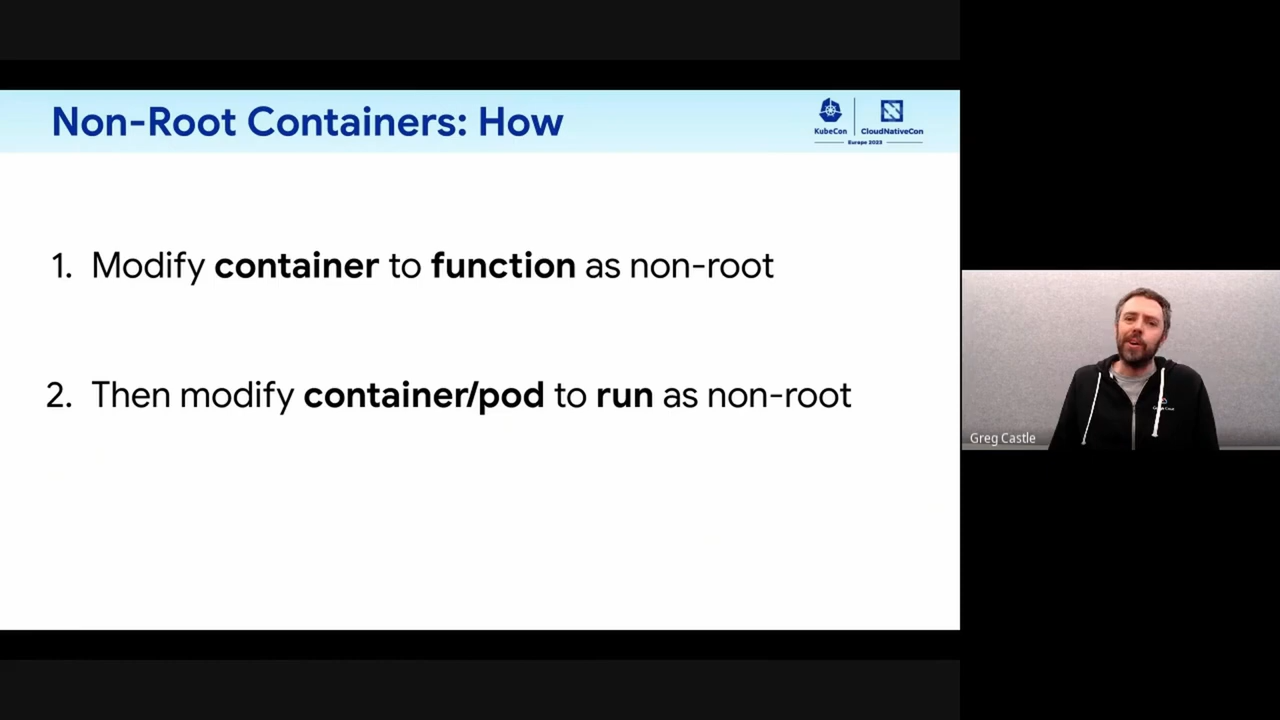 Non-Root Containers: How
KubeCon
CloudNativeCon
Europe 2023
1. Modify container to function as non-root
2. Then modify container/pod to run as non-root
Greg Castle